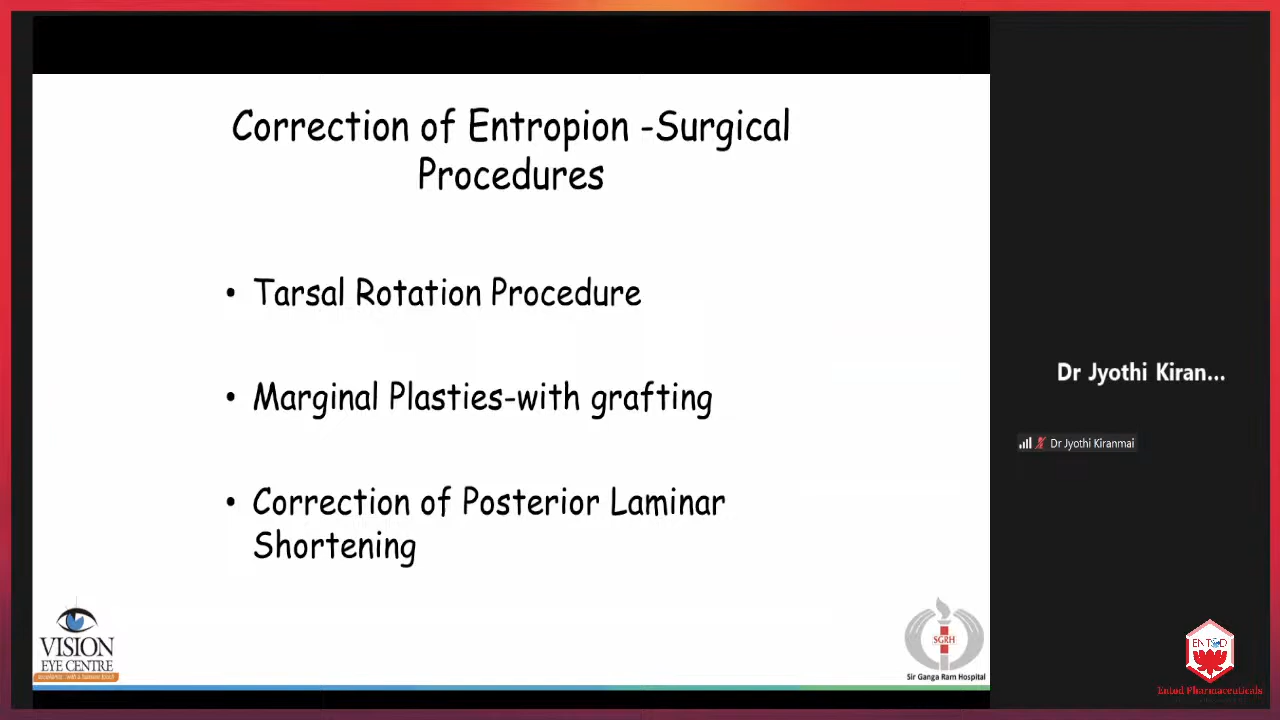 Correction of Entropion -Surgical
Procedures
• Tarsal Rotation Procedure
• Marginal Plasties-with grafting
• Correction of Posterior Laminar
Shortening
VISION
EYE CENTRE
SGRH
Sir Ganga Ram Hospital
Dr Jyothi Kiran...
Dr Jyothi Kiranmai
ENTOD
Entod Pharmaceuticals